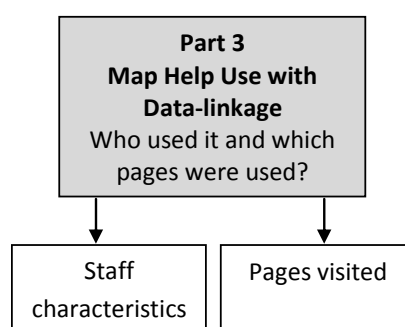 Part 3
Map Help Use with
Data-linkage
Who used it and which
pages were used?
Staff
characteristics
Pages visited